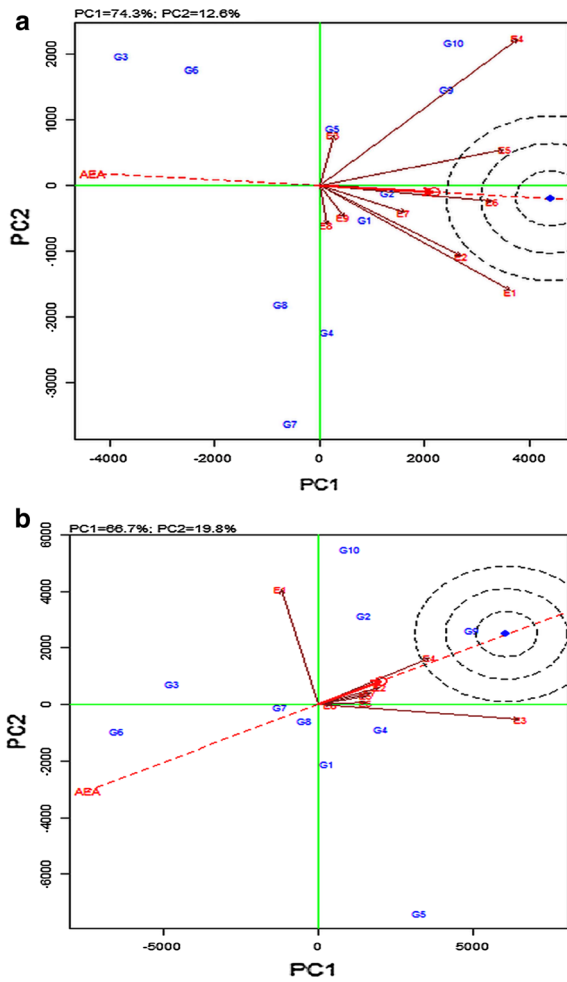 a
PC1=74.3%; PC2=12.6%
G3
G6
G10
E4
G9
G5
E3
E5
AEA
G2
E6
G1
E7
E9
E8
E2
E1
G8
G4
G7
2000
1000
0
-1000
-2000
-3000
PC2
-4000 -2000 0 2000 4000
PC1
b
PC1=66.7%; PC2=19.8%
G10
E1
G2
G9
E4
G3
E2
G7
G8
G6
G4
E3
G1
AEA
G5
6000
4000
2000
0
-2000
-4000
-6000
PC2
-5000 0 5000
PC1